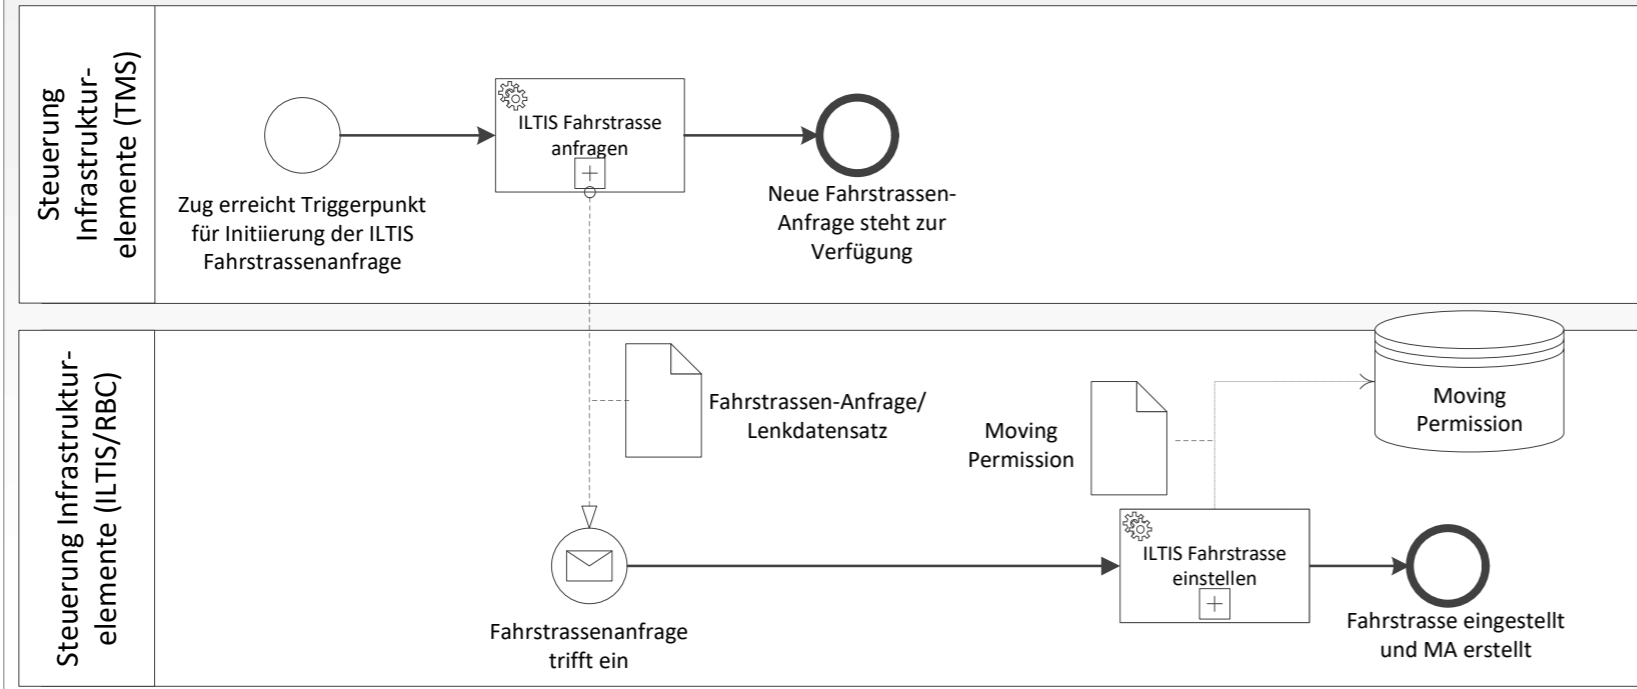 Steuerung
Infrastruktur-
elemente (TMS)
Zug erreicht Triggerpunkt
für Initiierung der ILTIS
Fahrstrassenanfrage
ILTIS Fahrstrasse
anfragen
Neue Fahrstrassen-
Anfrage steht zur
Verfügung
Steuerung Infrastruktur-
elemente (ILTIS/RBC)
Fahrstrassen-Anfrage/
Lenkdatensatz
Moving
Permission
Moving
Permission
Fahrstrassenanfrage
trifft ein
ILTIS Fahrstrasse
einstellen
Fahrstrasse eingestellt
und MA erstellt